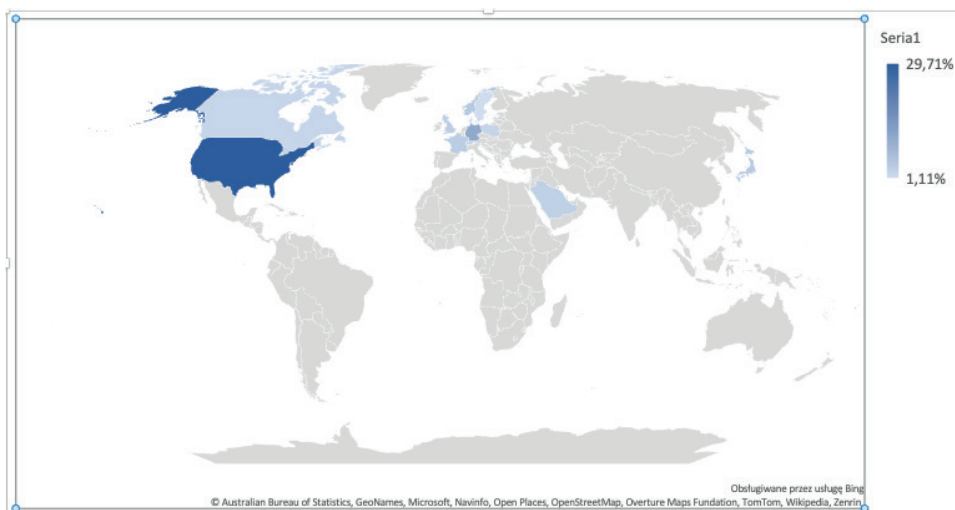 Seria1
29,71%
1,11%
Obsługiwane przez usługę Bing
© Australian Bureau of Statistics, GeoNames, Microsoft, Navinfo, Open Places, OpenStreetMap, Overture Maps Fundation, TomTom, Wikipedia, Zenrin